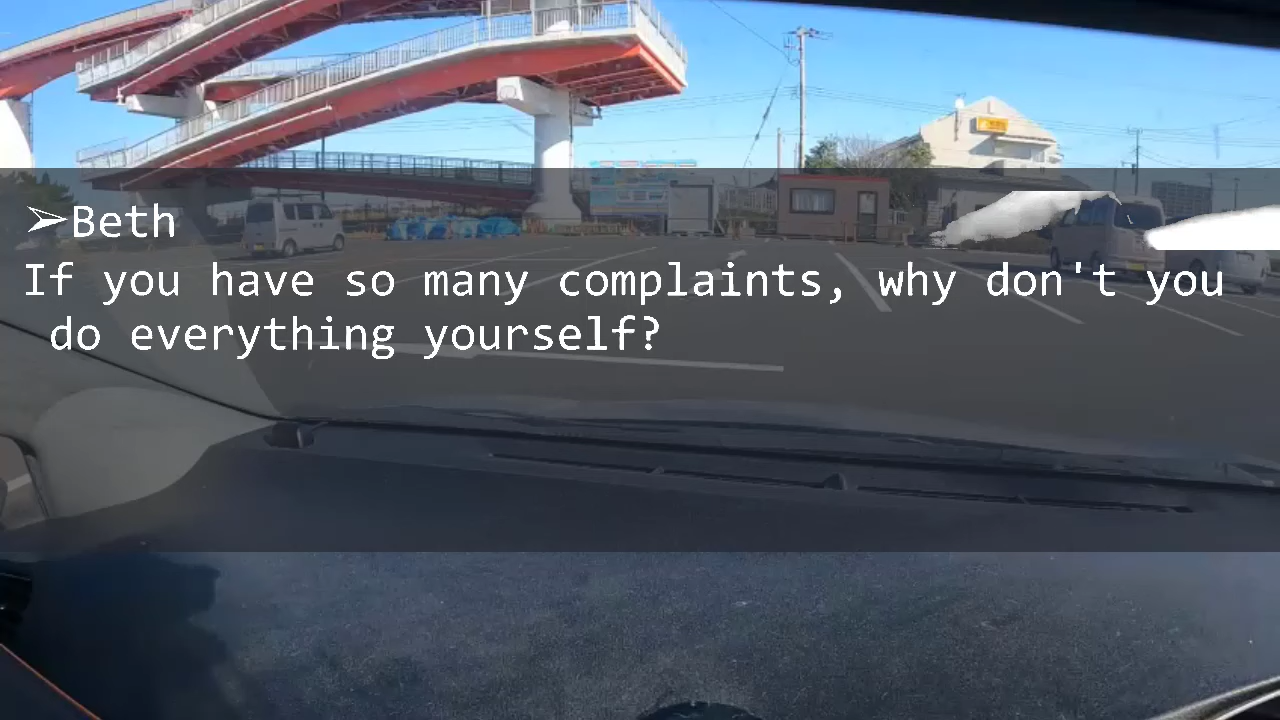 ➢Beth
If you have so many complaints, why don't you
do everything yourself?